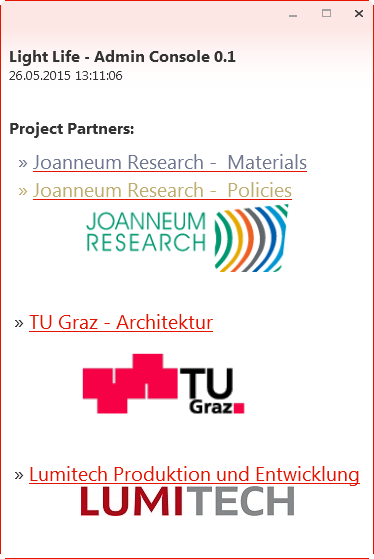 Light Life - Admin Console 0.1
26.05.2015 13:11:06
Project Partners:
» Joanneum Research -  Materials
» Joanneum Research -  Policies
JOANNEUM
RESEARCH
» TU Graz - Architektur
TU
Graz
» Lumitech Produktion und Entwicklung
LUMITECH